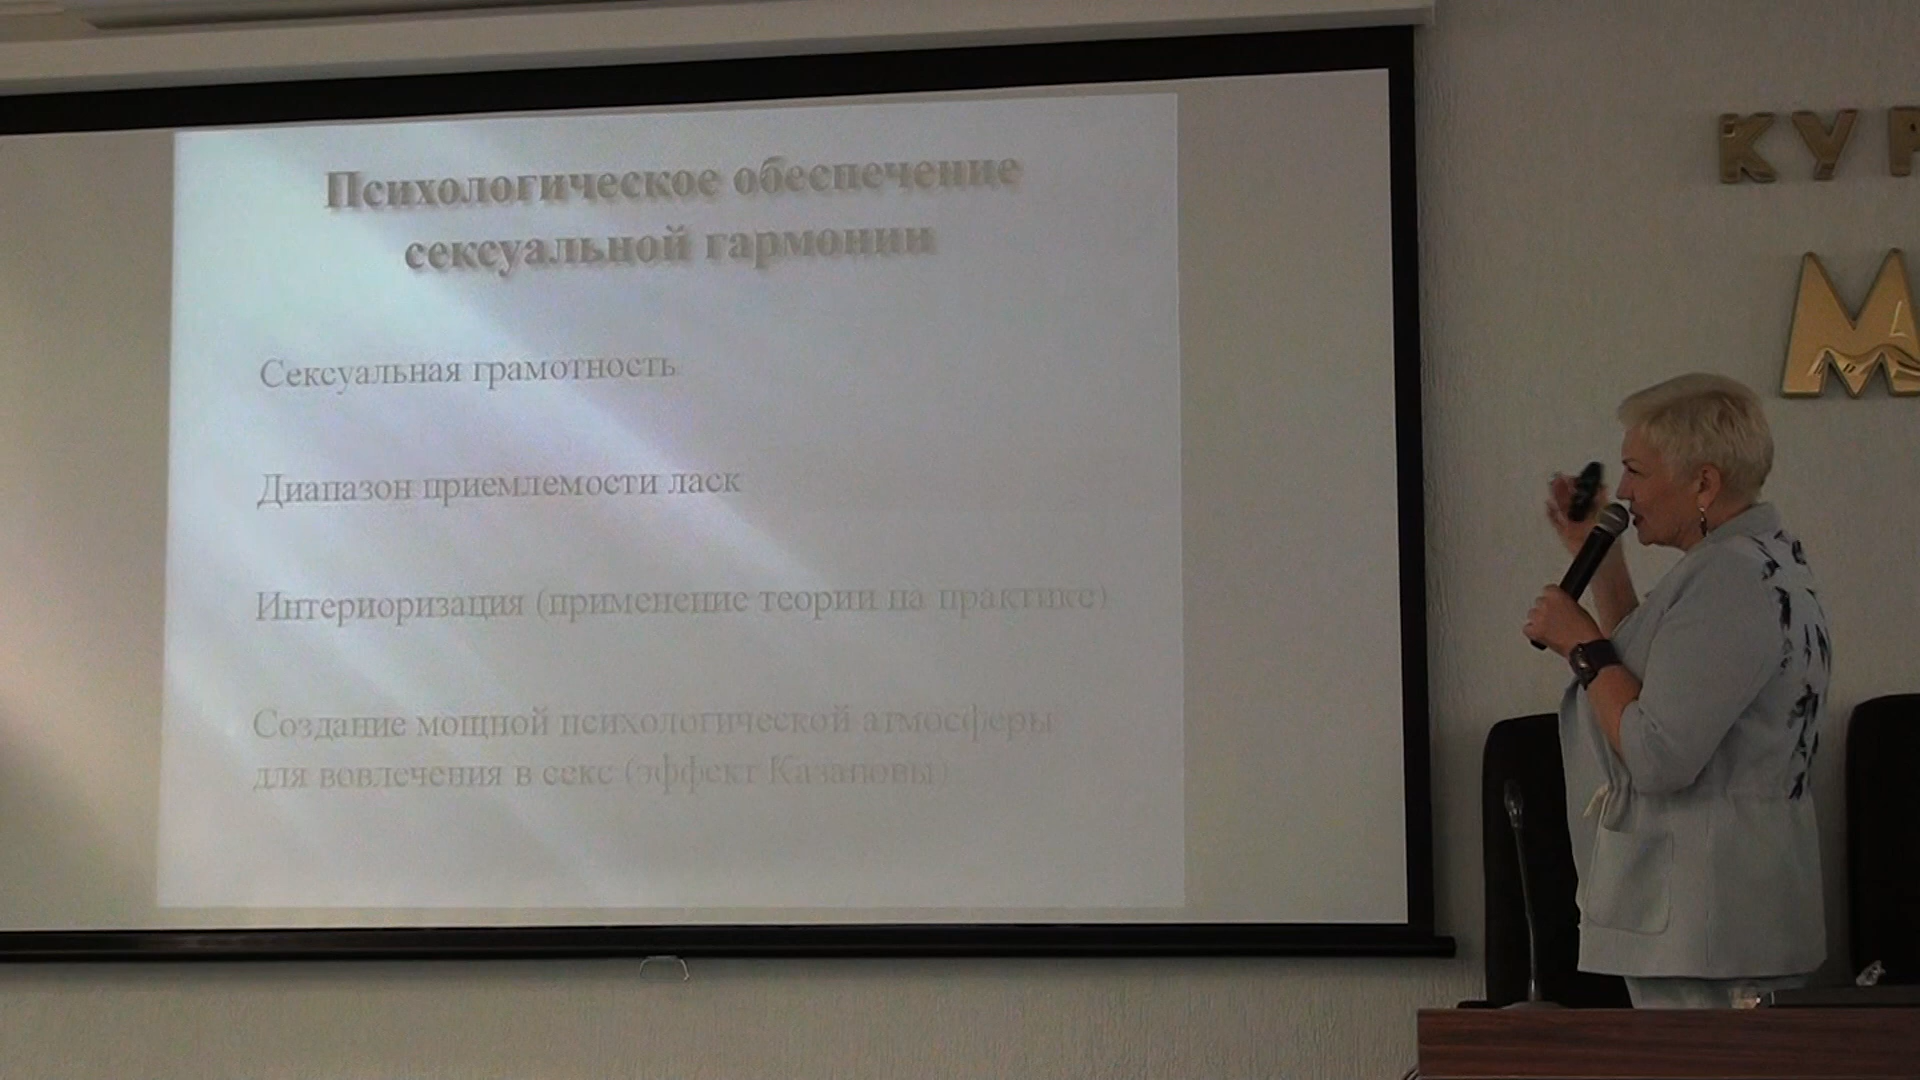 Психологическое обеспечение
сексуальной гармонии
Сексуальная грамотность
Диапазон приемлемости ласк
Интериоризация (применение теории на практике)
Создание мощной психологической атмосферы
для вовлечения в секс (эффект Казановы)
КУР
М